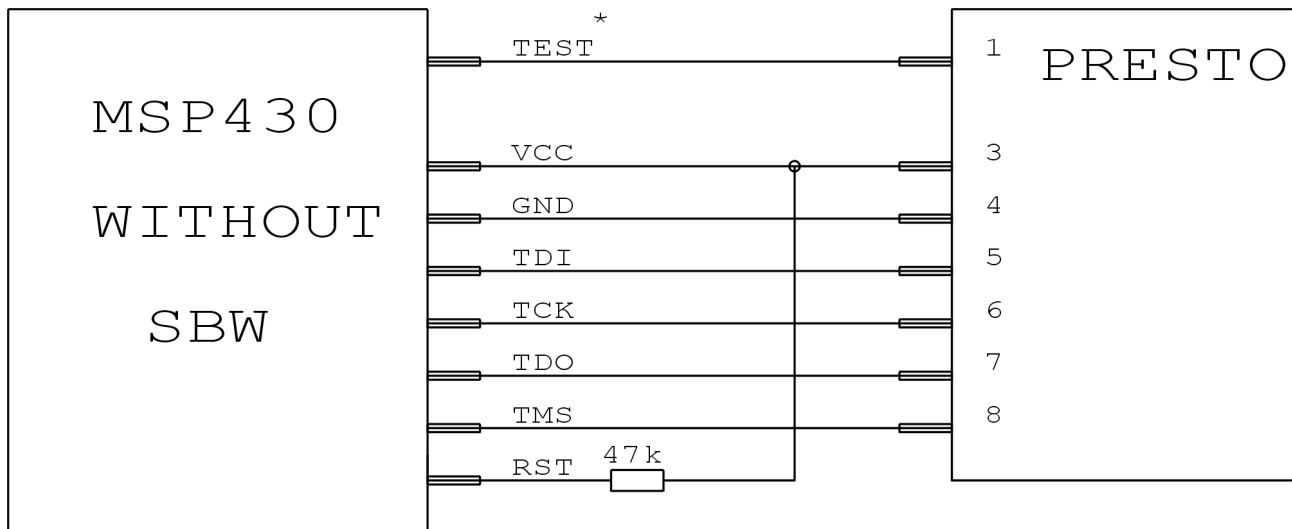 *
TEST
1
PRESTO
MSP430
VCC
3
WITHOUT
GND
4
TDI
5
SBW
TCK
6
TDO
7
TMS
8
RST
47k